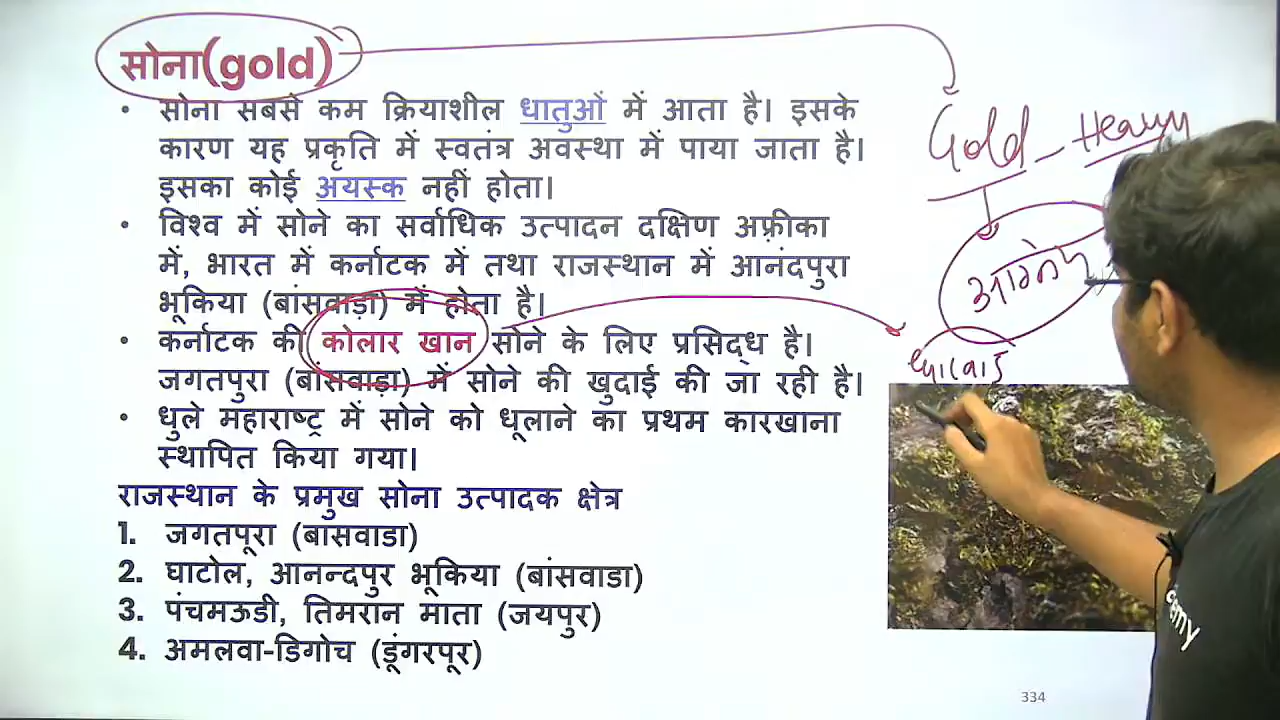 सोना(gold)
• सोना सबसे कम क्रियाशील धातुओं में आता है। इसके
कारण यह प्रकृति में स्वतंत्र अवस्था में पाया जाता है।
इसका कोई अयस्क नहीं होता।
• विश्व में सोने का सर्वाधिक उत्पादन दक्षिण अफ़्रीका
में, भारत में कर्नाटक में तथा राजस्थान में आनंदपुरा
भूकिया (बांसवाड़ा) में होता है।
• कर्नाटक की कोलार खान सोने के लिए प्रसिद्ध है।
जगतपुरा (बांसवाड़ा) में सोने की खुदाई की जा रही है।
• धुले महाराष्ट्र में सोने को धूलाने का प्रथम कारखाना
स्थापित किया गया।
राजस्थान के प्रमुख सोना उत्पादक क्षेत्र
1. जगतपूरा (बांसवाडा)
2. घाटोल, आनन्दपुर भूकिया (बांसवाडा)
3. पंचमऊडी, तिमरान माता (जयपुर)
4. अमलवा-डिगोच (डूंगरपूर)
Gold - Heavy
आग्नेय
धारवाड
334